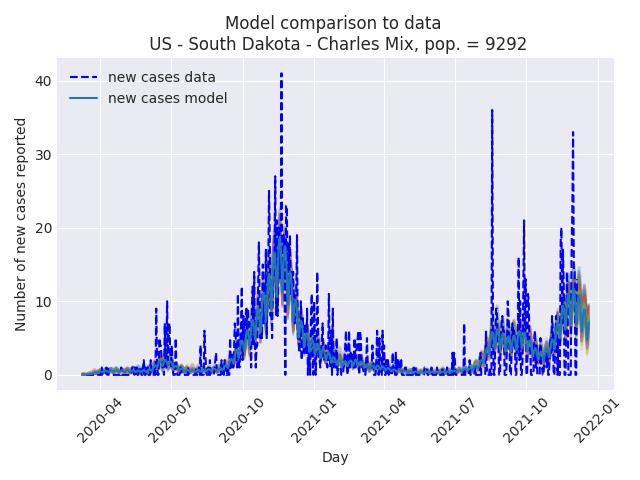 Model comparison to data
US - South Dakota - Charles Mix, pop. = 9292
new cases data
new cases model
Number of new cases reported
40
30
20
10
0
2020-04
2020-07
2020-10
2021-01
2021-04
2021-07
2021-10
2022-01
Day